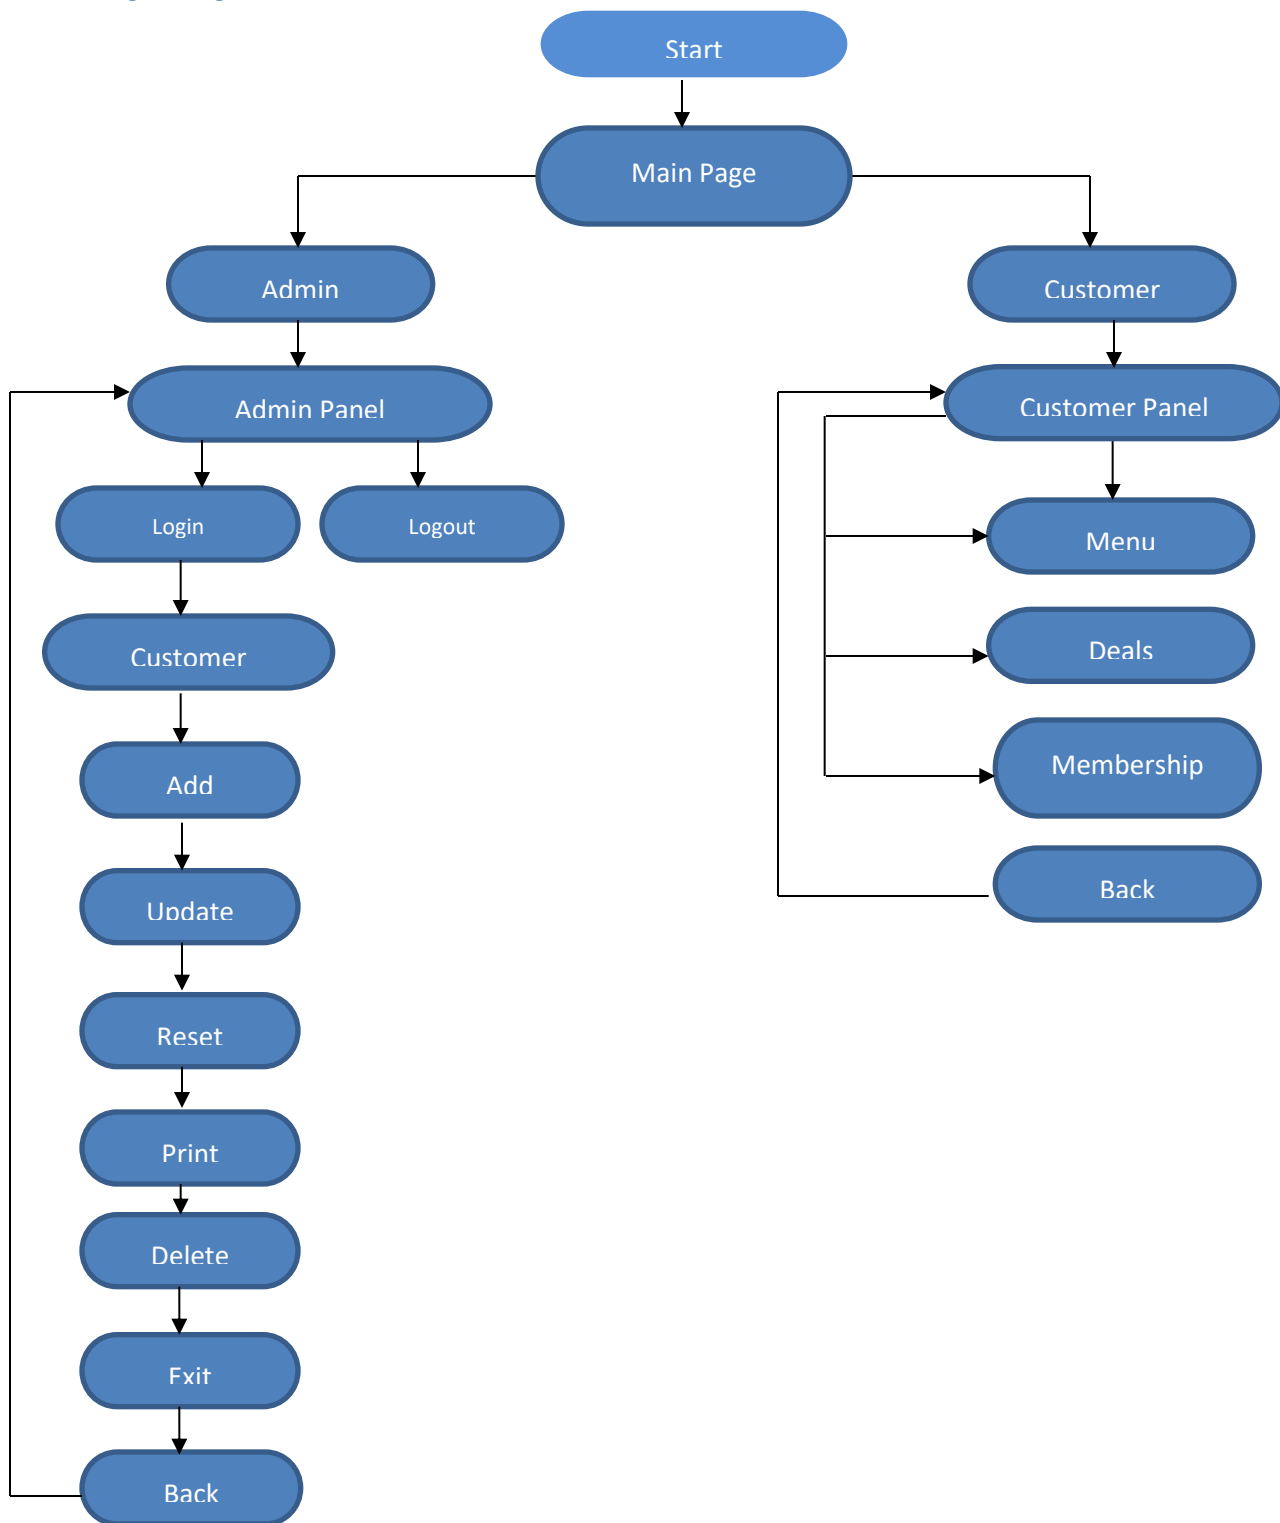 Start
Main Page
Admin
Customer
Admin Panel
Customer Panel
Login
Logout
Menu
Customer
Deals
Add
Membership
Update
Back
Reset
Print
Delete
Exit
Back